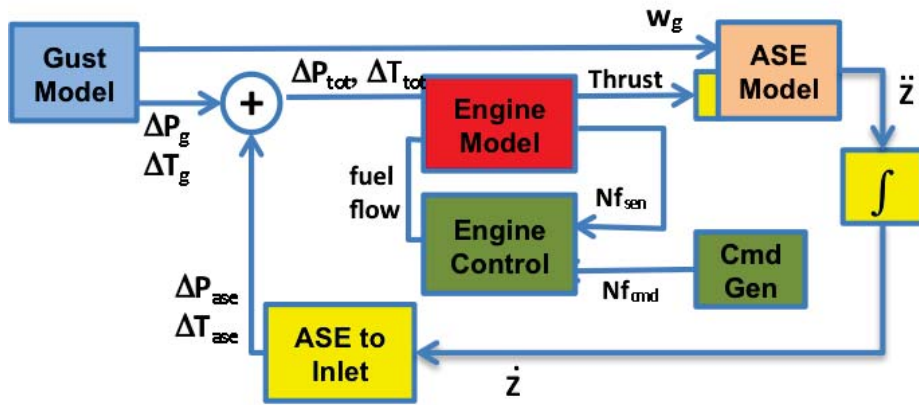 w_g
Gust
Model
ΔP_tot, ΔT_tot
Thrust
ASE
Model
z̈
+
ΔP_g
ΔT_g
Engine
Model
fuel
flow
Nf_sen
∫
Engine
Control
Cmd
Gen
Nf_cmd
ΔP_ase
ΔT_ase
ASE to
Inlet
ż